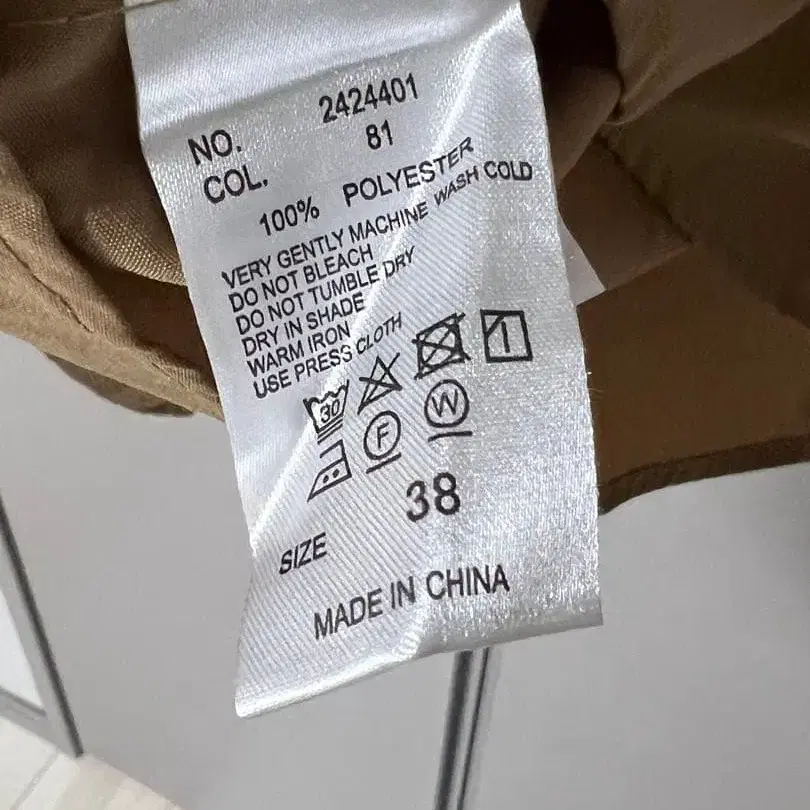 NO. 2424401
COL. 81
100% POLYESTER
VERY GENTLY MACHINE WASH COLD
DO NOT BLEACH
DO NOT TUMBLE DRY
DRY IN SHADE
WARM IRON
USE PRESS CLOTH
30
F W
SIZE 38
MADE IN CHINA